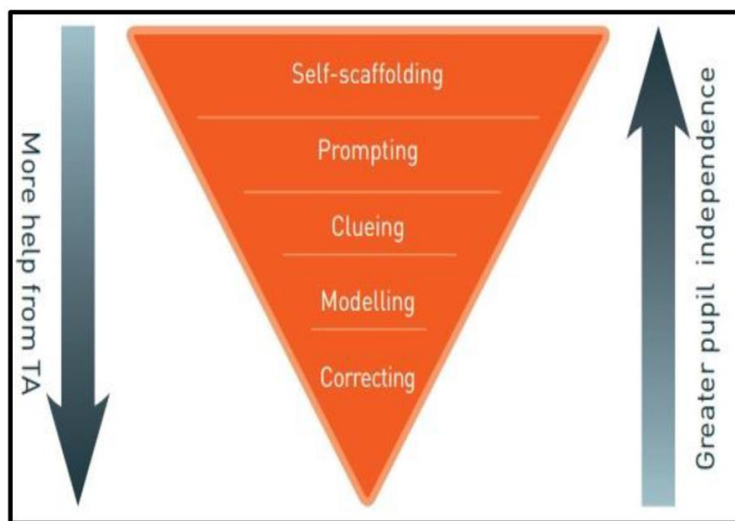 More help from TA
Self-scaffolding
Prompting
Clueing
Modelling
Correcting
Greater pupil independence